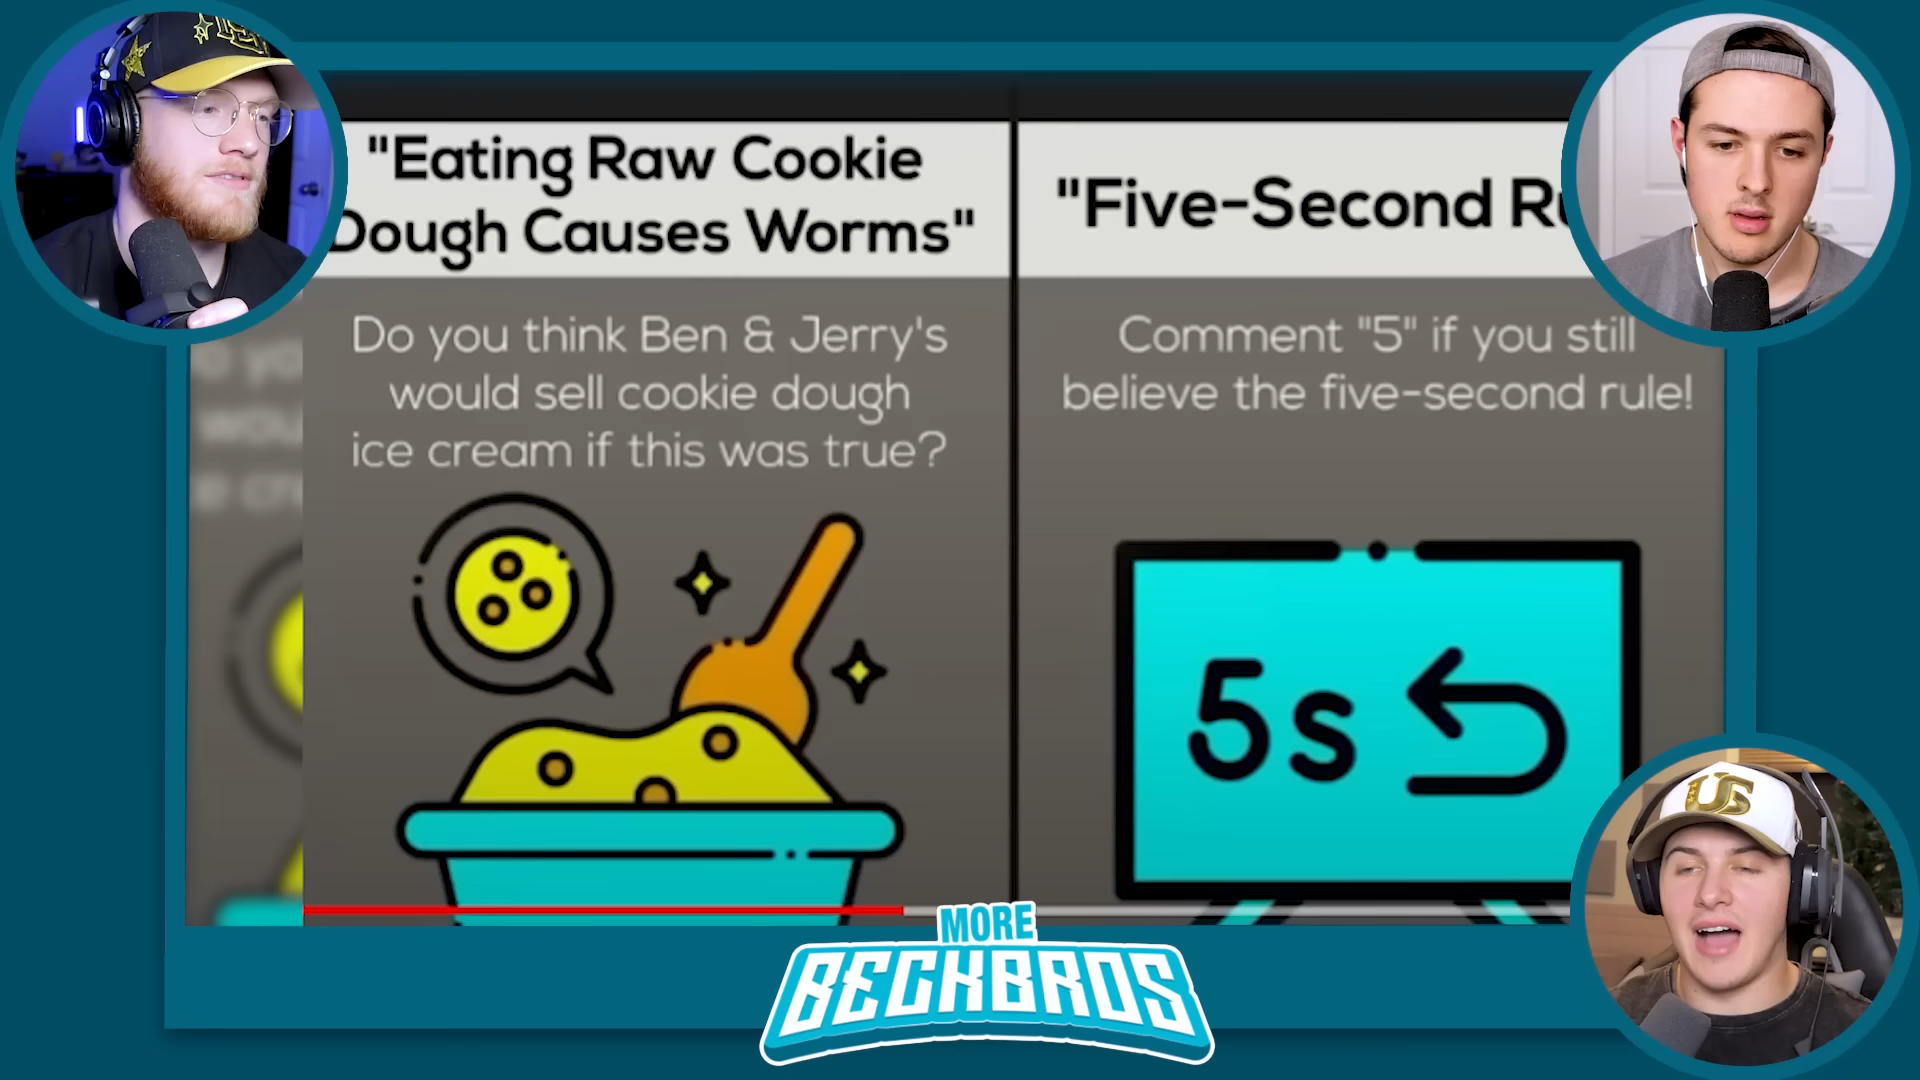 "Eating Raw Cookie
Dough Causes Worms"
Do you think Ben & Jerry's
would sell cookie dough
ice cream if this was true?
"Five-Second
Comment "5" if you still
believe the five-second rule!
5s
US
MORE
BECKBROS